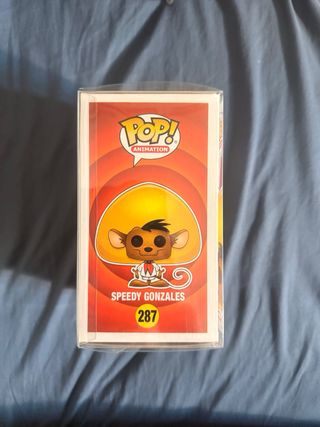 POP!
ANIMATION
SPEEDY GONZALES
287